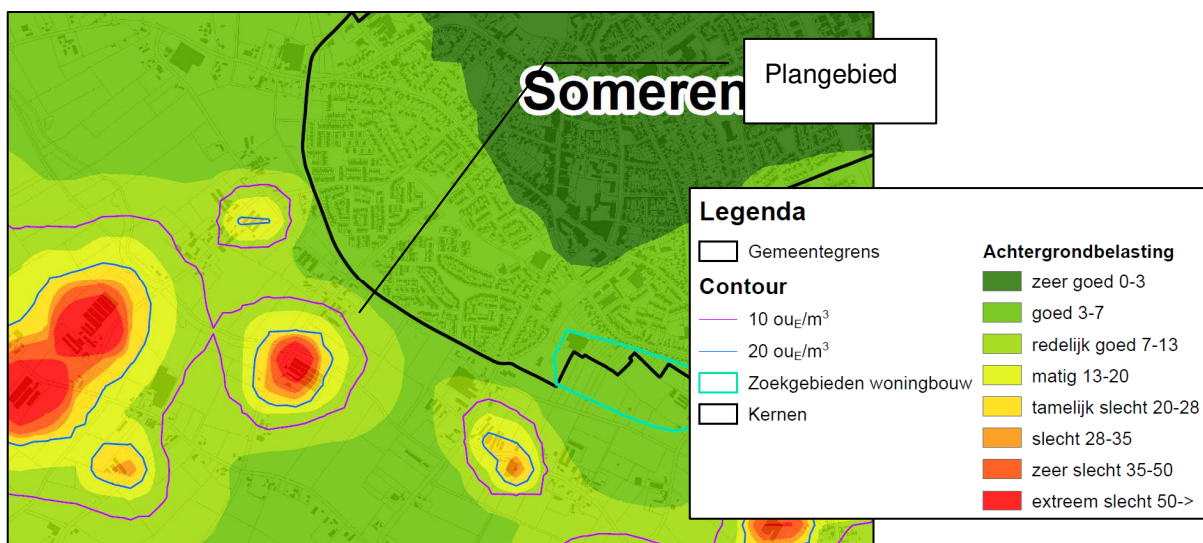 Someren
Plangebied
Legenda
Gemeentegrens
Contour
10 ouE/m³
20 ouE/m³
Zoekgebieden woningbouw
Kernen
Achtergrondbelasting
zeer goed 0-3
goed 3-7
redelijk goed 7-13
matig 13-20
tamelijk slecht 20-28
slecht 28-35
zeer slecht 35-50
extreem slecht 50->